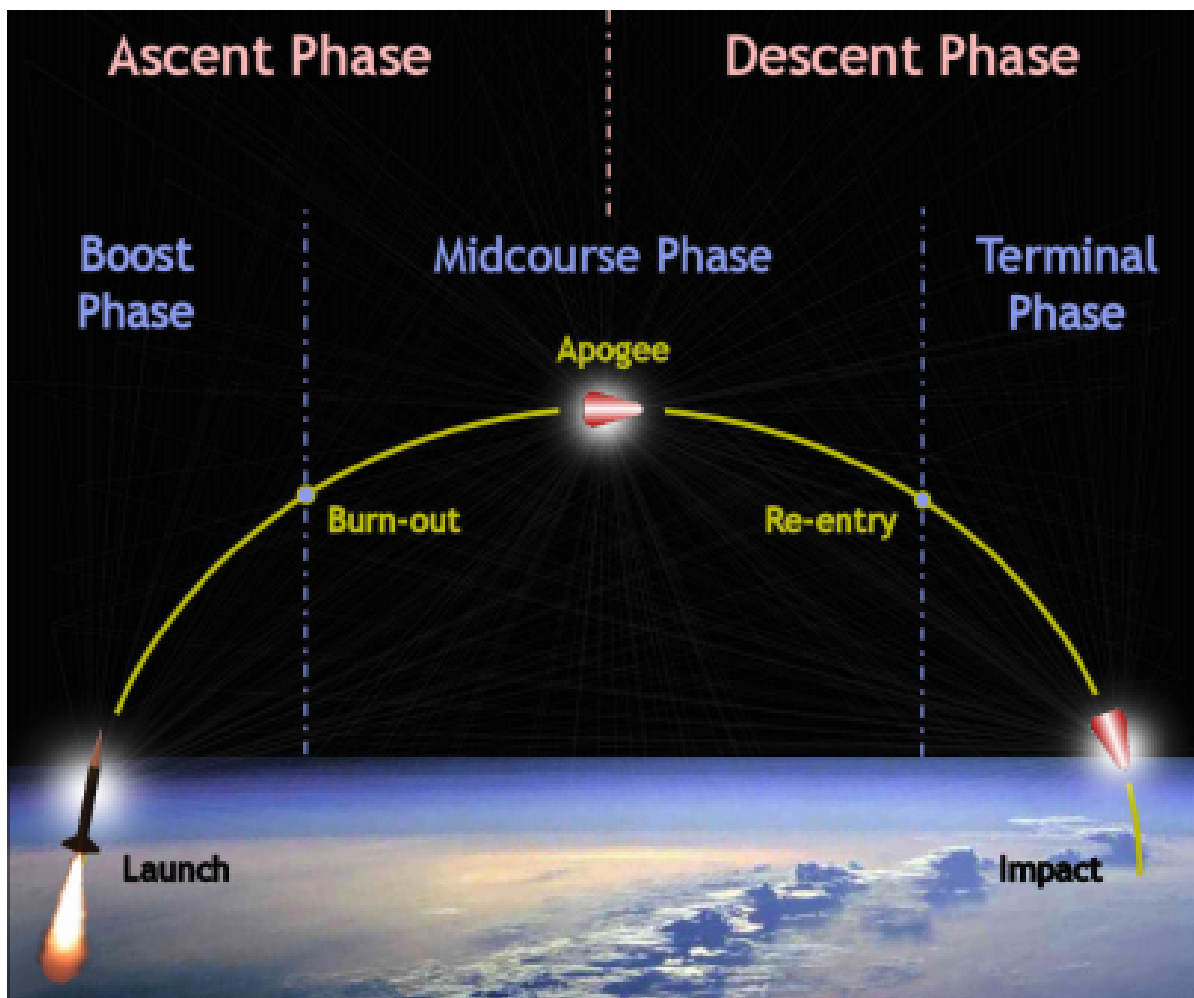 Ascent Phase
Descent Phase
Boost
Phase
Midcourse Phase
Terminal
Phase
Apogee
Burn-out
Re-entry
Launch
Impact